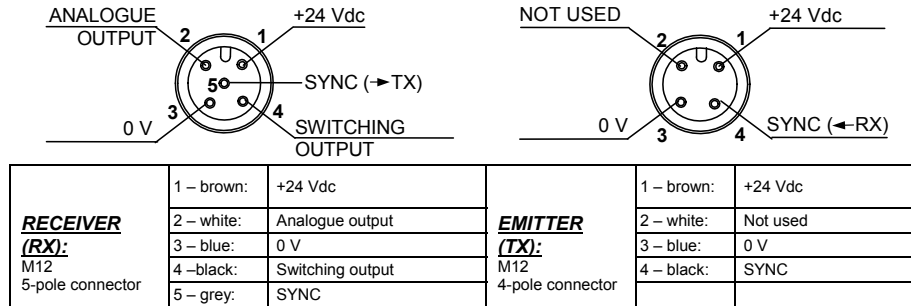 ANALOGUE
OUTPUT
2
1
+24 Vdc
5
SYNC (→TX)
3
4
0 V
SWITCHING
OUTPUT
NOT USED
2
1
+24 Vdc
0 V
3
4
SYNC (←RX)
RECEIVER
(RX):
M12
5-pole connector
1 – brown: +24 Vdc
2 – white: Analogue output
3 – blue: 0 V
4 –black: Switching output
5 – grey: SYNC
EMITTER
(TX):
M12
4-pole connector
1 – brown: +24 Vdc
2 – white: Not used
3 – blue: 0 V
4 – black: SYNC